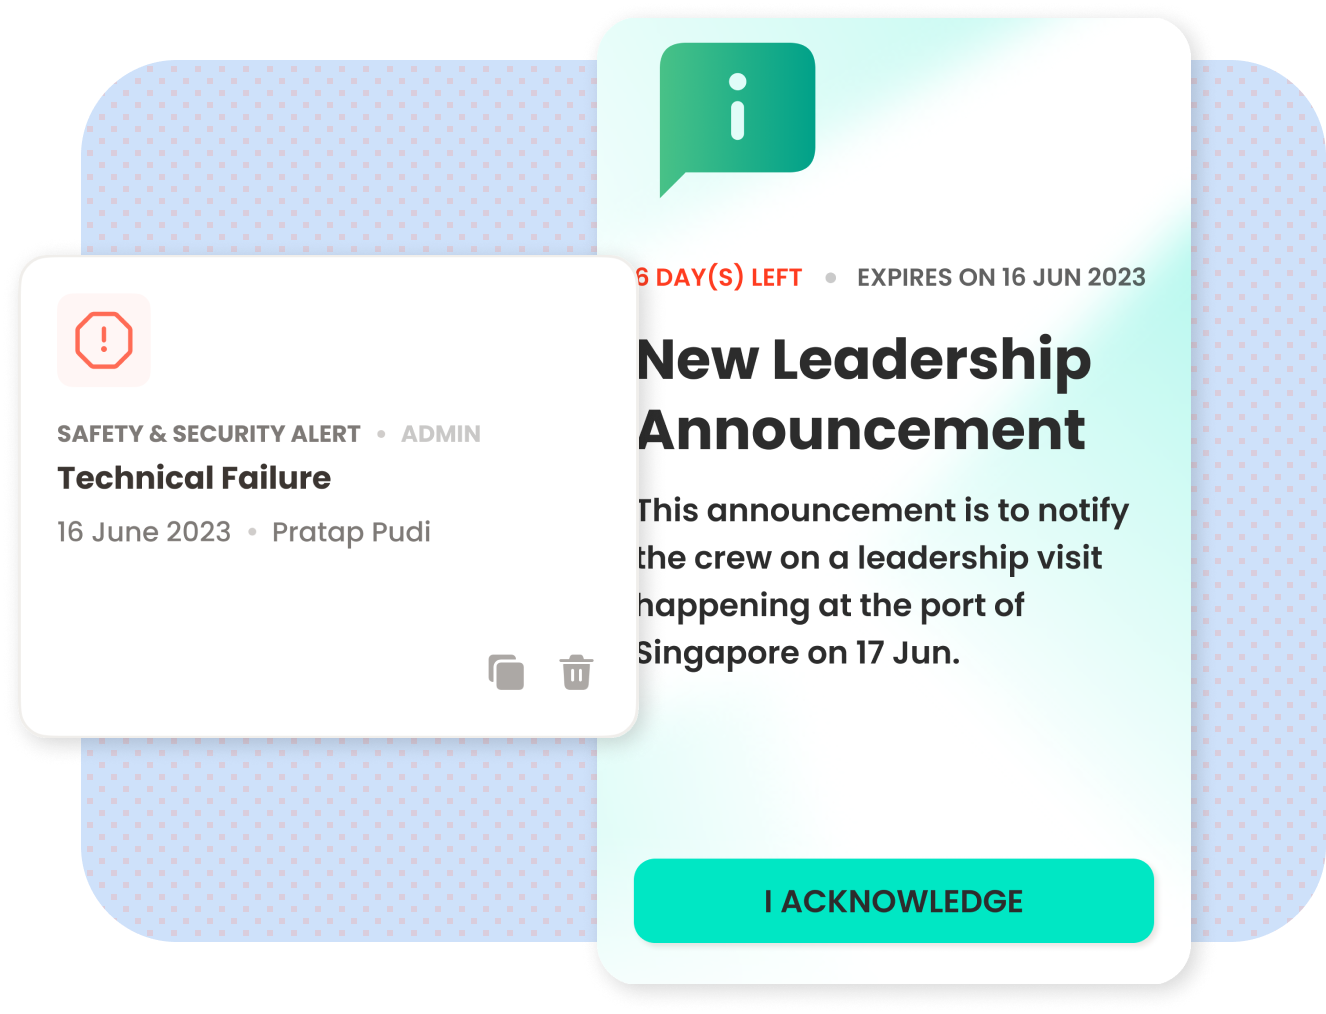 6 DAY(S) LEFT • EXPIRES ON 16 JUN 2023
New Leadership
Announcement
This announcement is to notify
the crew on a leadership visit
happening at the port of
Singapore on 17 Jun.
I ACKNOWLEDGE
SAFETY & SECURITY ALERT • ADMIN
Technical Failure
16 June 2023 • Pratap Pudi